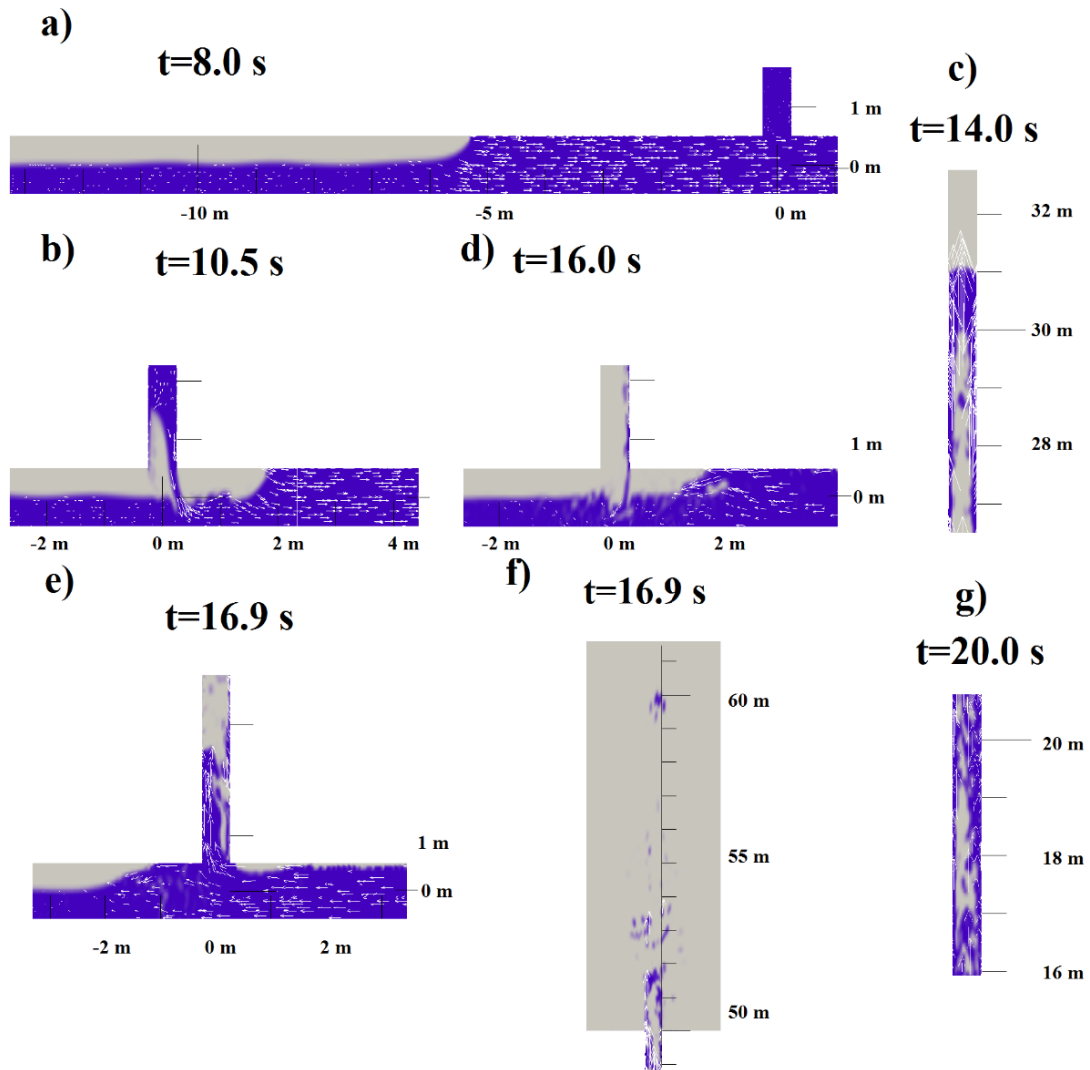 a)
t=8.0 s
1 m
0 m
-10 m
-5 m
0 m
c)
t=14.0 s
32 m
30 m
28 m
b)
t=10.5 s
-2 m
0 m
2 m
4 m
d)
t=16.0 s
1 m
0 m
-2 m
0 m
2 m
e)
t=16.9 s
1 m
0 m
-2 m
0 m
2 m
f)
t=16.9 s
60 m
55 m
50 m
g)
t=20.0 s
20 m
18 m
16 m